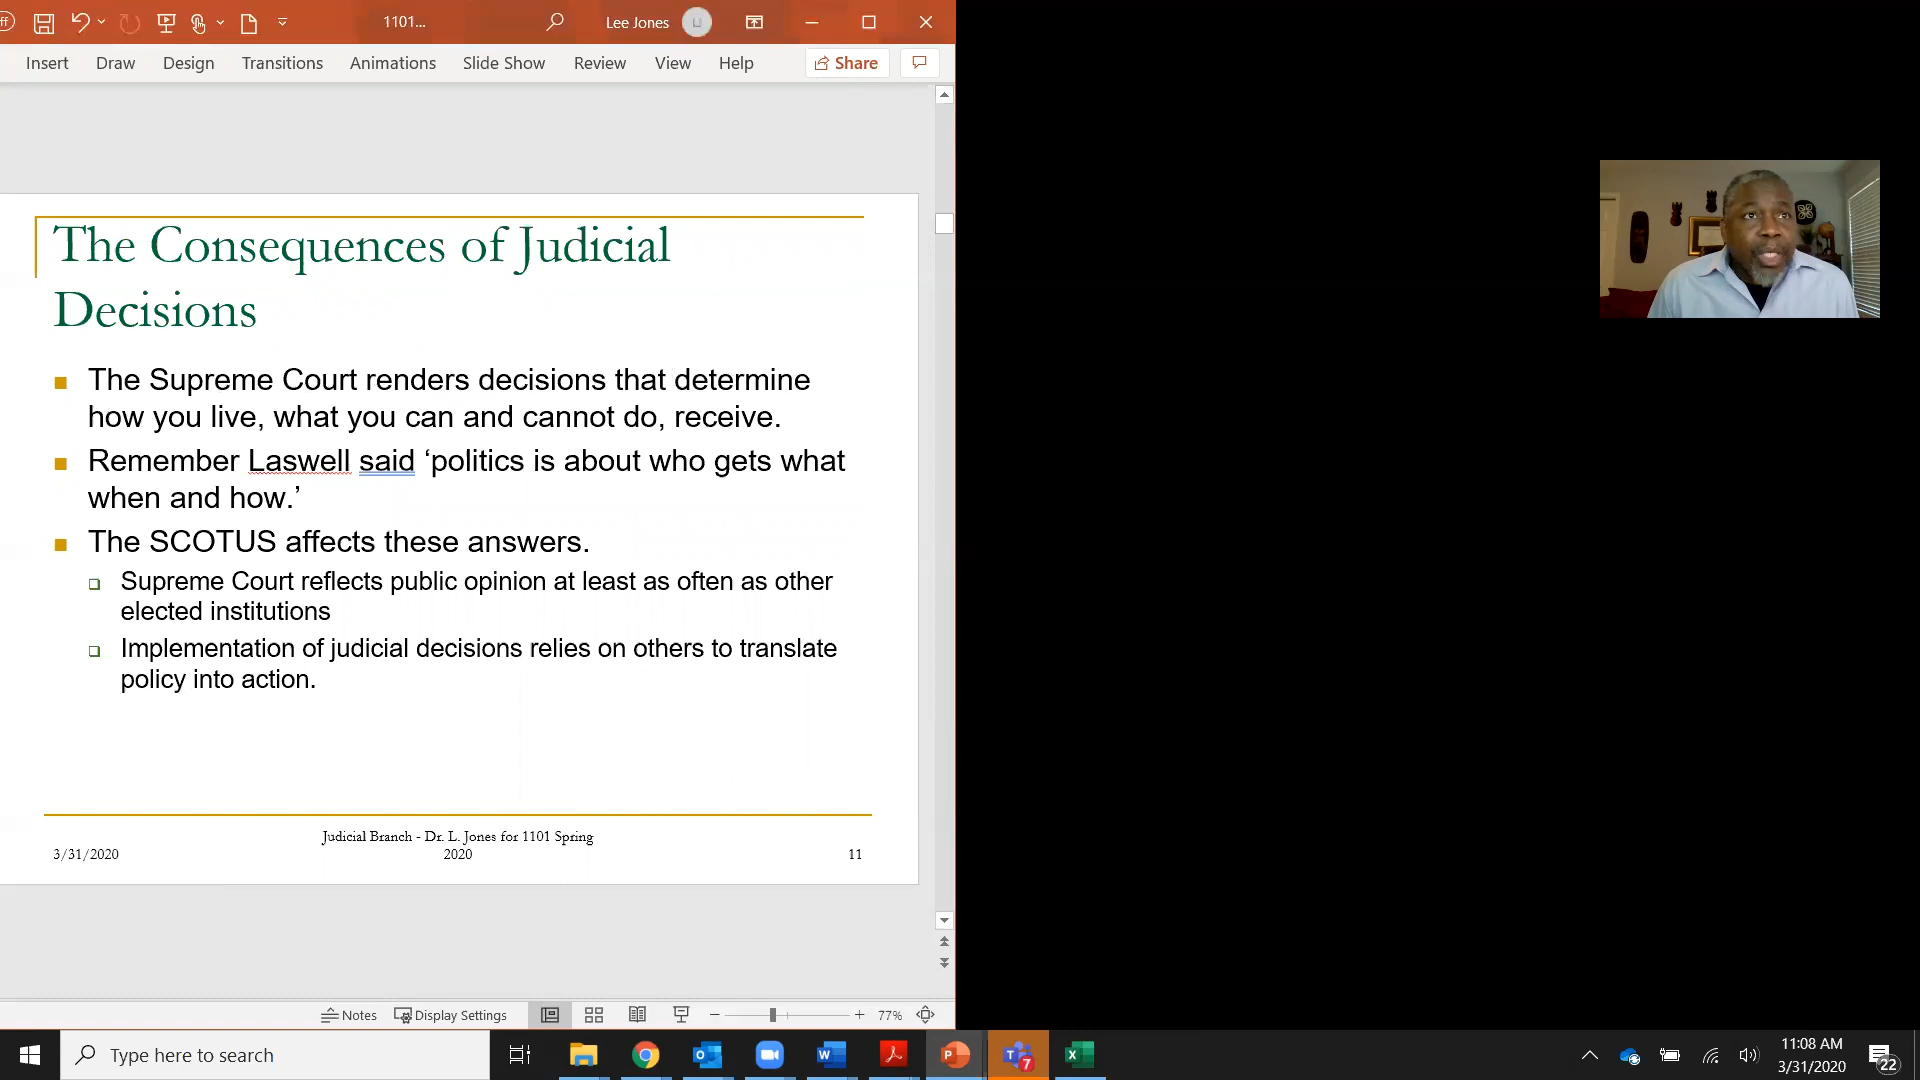 ff
1101...
Lee Jones
LJ
Insert Draw Design Transitions Animations Slide Show Review View Help Share
The Consequences of Judicial
Decisions
The Supreme Court renders decisions that determine
how you live, what you can and cannot do, receive.
Remember Laswell said ‘politics is about who gets what
when and how.’
The SCOTUS affects these answers.
Supreme Court reflects public opinion at least as often as other
elected institutions
Implementation of judicial decisions relies on others to translate
policy into action.
Judicial Branch - Dr. L. Jones for 1101 Spring
2020
3/31/2020
11
Notes Display Settings 77%
Type here to search
11:08 AM
3/31/2020
22
7